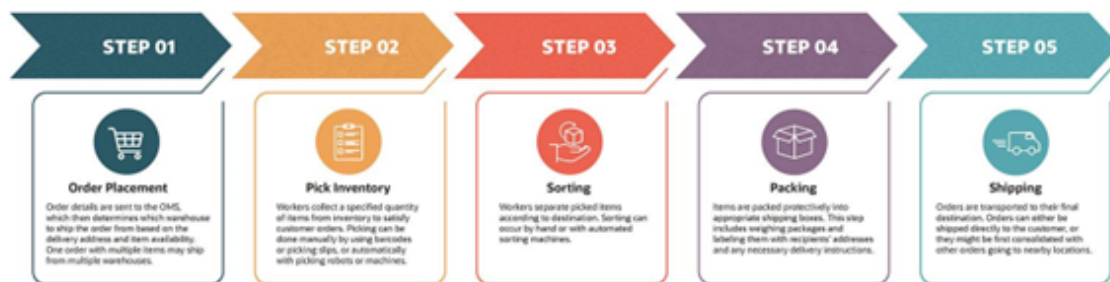 STEP 01
STEP 02
STEP 03
STEP 04
STEP 05
Order Placement
Order details are sent to the OMS,
which then determines which warehouse
to ship the order from based on the
delivery address and item availability.
One order with multiple items may ship
from multiple warehouses.
Pick Inventory
Workers collect a specified quantity
of items from inventory to satisfy
customer orders. Picking can be
done manually by using barcodes
or picking slips, or automatically
with picking robots or machines.
Sorting
Workers separate picked items
according to destination. Sorting can
occur by hand or with automated
sorting machines.
Packing
Items are packed protectively into
appropriate shipping boxes. This step
includes weighing packages and
labeling them with recipients' addresses
and any necessary delivery instructions.
Shipping
Orders are transported to their final
destination. Orders can either be
shipped directly to the customer, or
they might be first consolidated with
other orders going to nearby locations.